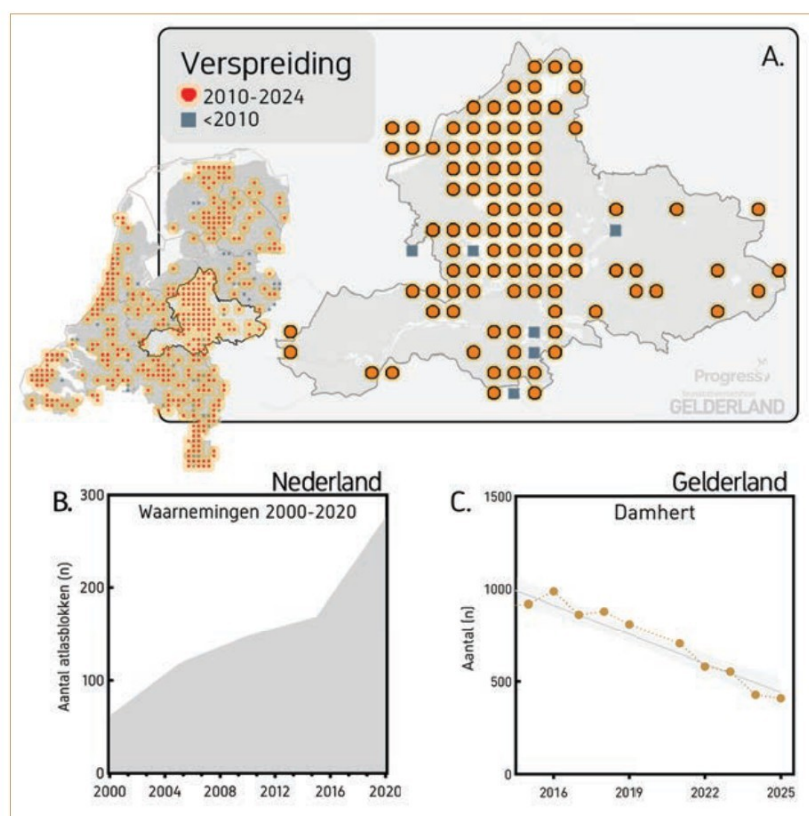 A.
Verspreiding
2010-2024
<2010
Progress
GELDERLAND
Nederland
B.
Waarnemingen 2000-2020
Aantal atlasblokken (n)
300
200
100
0
2000 2004 2008 2012 2016 2020
Gelderland
C.
Damhert
Aantal (n)
1500
1000
500
0
2016 2019 2022 2025